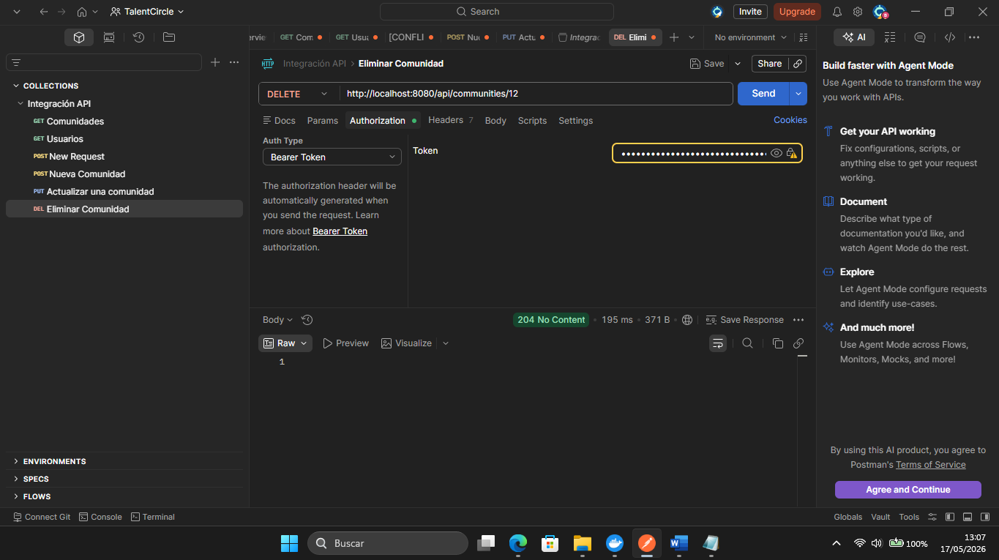 TalentCircle
Search
Invite
Upgrade
ervie
GET Com
GET Usu
[CONFLI
POST Nu
PUT Actu
Integra
DEL Elimi
No environment
AI
Integración API > Eliminar Comunidad
Save
Share
DELETE
http://localhost:8080/api/communities/12
Send
Docs
Params
Authorization
Headers 7
Body
Scripts
Settings
Cookies
Auth Type
Bearer Token
The authorization header will be
automatically generated when
you send the request. Learn
more about Bearer Token
authorization.
Token
COLLECTIONS
Integración API
GET Comunidades
GET Usuarios
POST New Request
POST Nueva Comunidad
PUT Actualizar una comunidad
DEL Eliminar Comunidad
ENVIRONMENTS
SPECS
FLOWS
Body
204 No Content
195 ms
371 B
e.g. Save Response
Raw
Preview
Visualize
1
Build faster with Agent Mode
Use Agent Mode to transform the way
you work with APIs.
Get your API working
Fix configurations, scripts, or
anything else to get your request
working.
Document
Describe what type of
documentation you'd like, and
watch Agent Mode do the rest.
Explore
Let Agent Mode configure requests
and identify use-cases.
And much more!
Use Agent Mode across Flows,
Monitors, Mocks, and more!
By using this AI product, you agree to
Postman's Terms of Service
Agree and Continue
Connect Git
Console
Terminal
Globals
Vault
Tools
Buscar
100%
13:07
17/05/2026